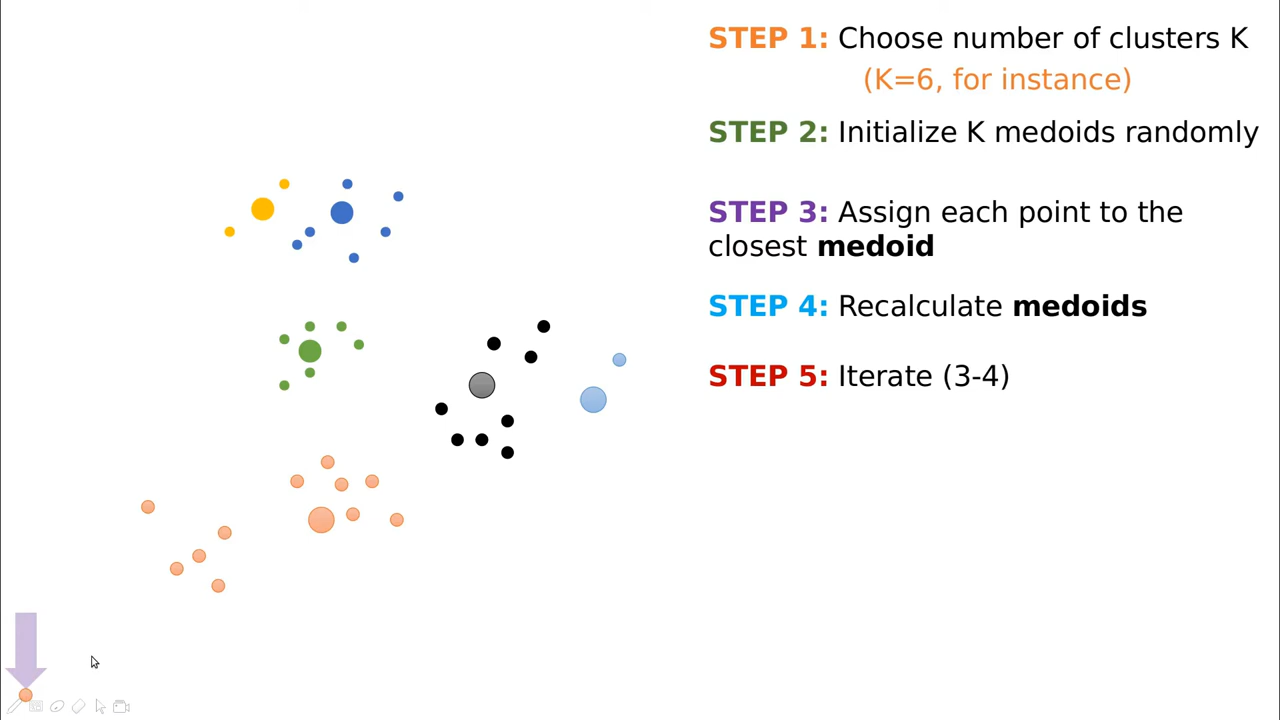 STEP 1: Choose number of clusters K
(K=6, for instance)
STEP 2: Initialize K medoids randomly
STEP 3: Assign each point to the
closest medoid
STEP 4: Recalculate medoids
STEP 5: Iterate (3-4)